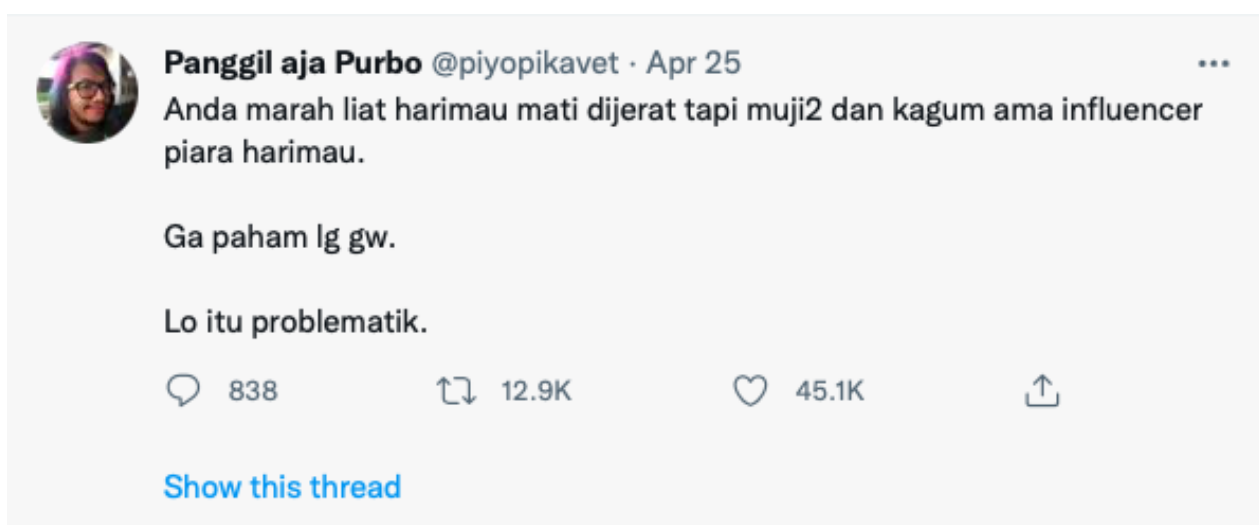 Panggil aja Purbo @piyopikavet · Apr 25
Anda marah liat harimau mati dijerat tapi muji2 dan kagum ama influencer
piara harimau.
Ga paham lg gw.
Lo itu problematik.
838 12.9K 45.1K
Show this thread